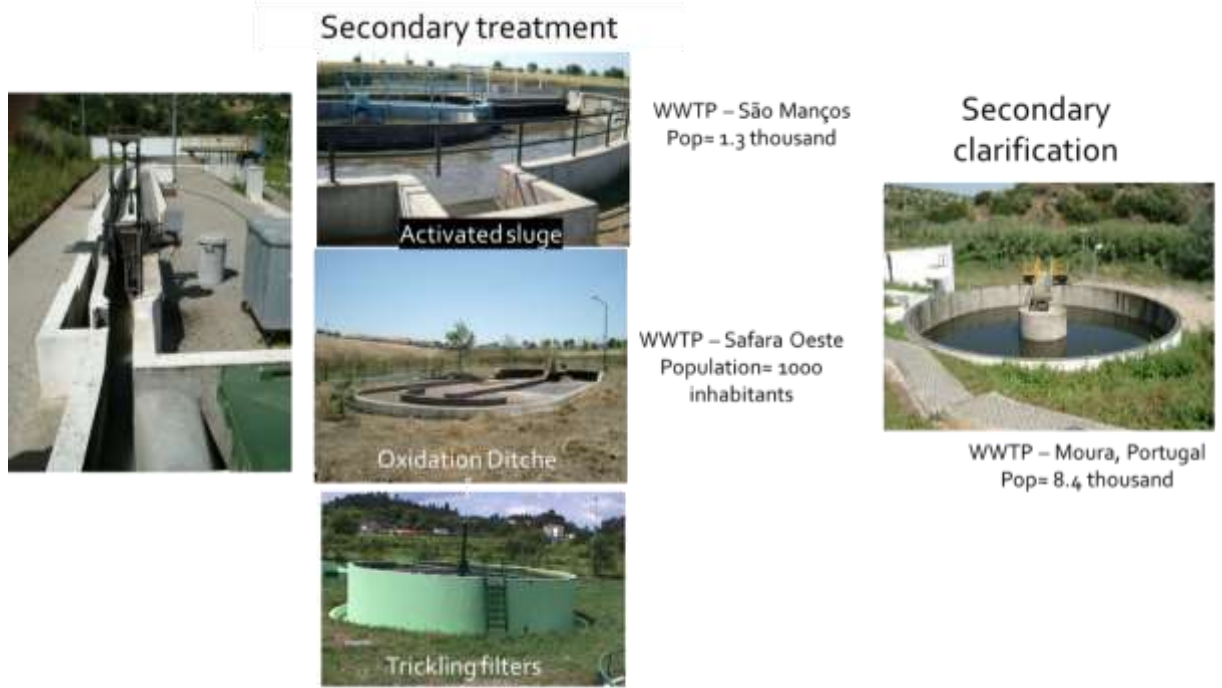 Secondary treatment
WWTP – São Manços
Pop= 1.3 thousand
Activated sluge
Secondary
clarification
WWTP – Safara Oeste
Population= 1000
inhabitants
Oxidation Ditche
s
WWTP – Moura, Portugal
Pop= 8.4 thousand
Trickling filters